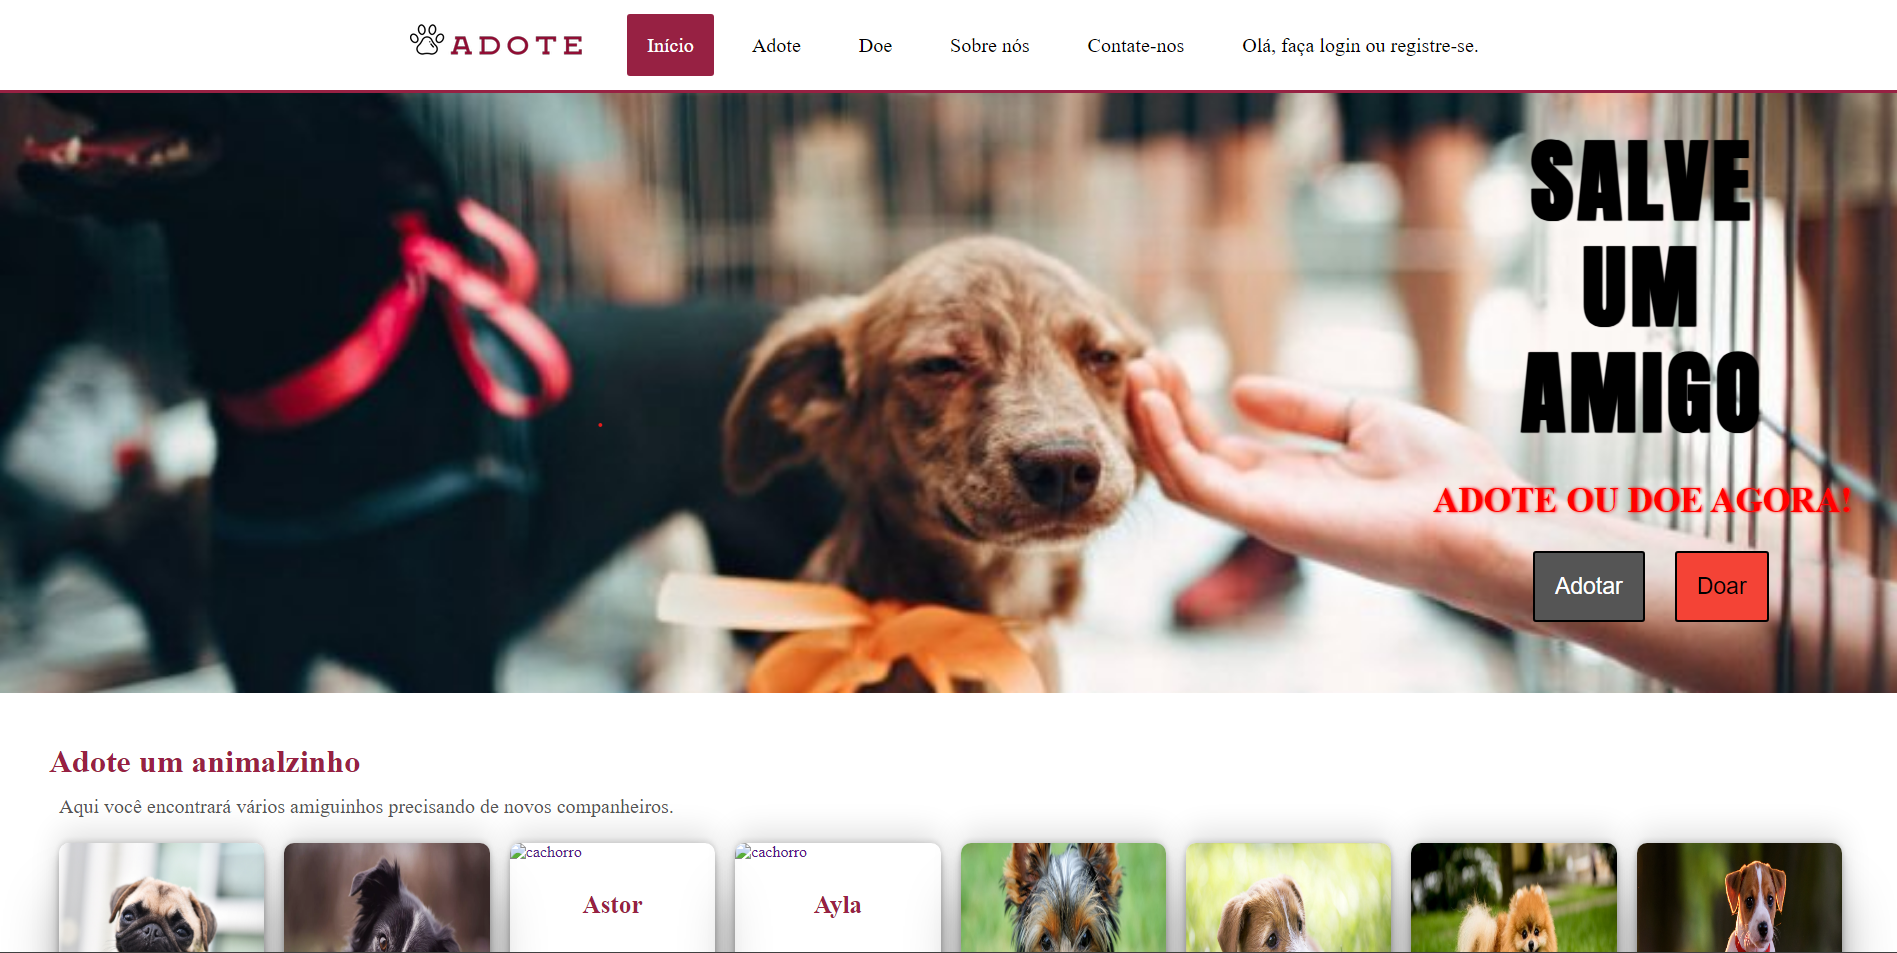 ADOTE
Início
Adote
Doe
Sobre nós
Contate-nos
Olá, faça login ou registre-se.
SALVE
UM
AMIGO
ADOTE OU DOE AGORA!
Adotar
Doar
Adote um animalzinho
Aqui você encontrará vários amiguinhos precisando de novos companheiros.
cachorro
Astor
cachorro
Ayla